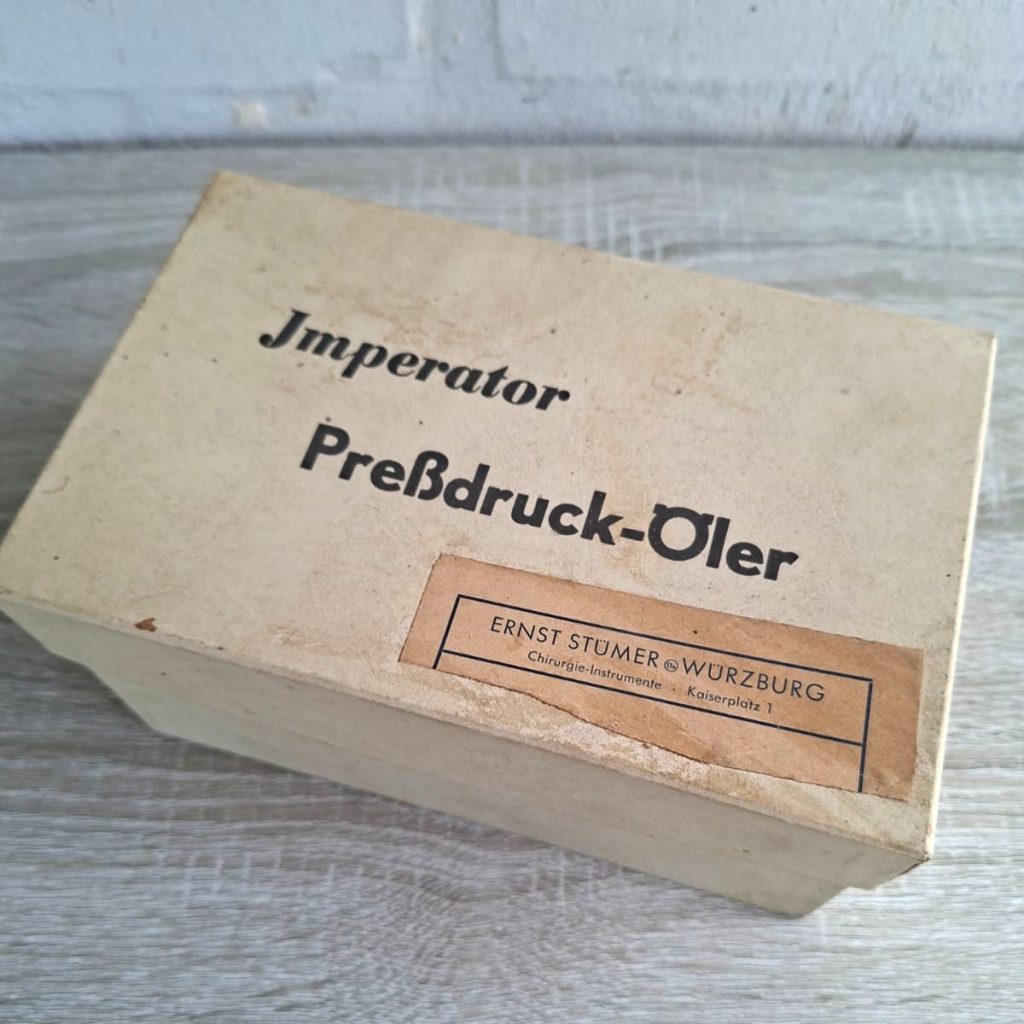 Jmperator
Preßdruck-Öler
ERNST STÜMER WÜRZBURG
Chirurgie-Instrumente · Kaiserplatz 1